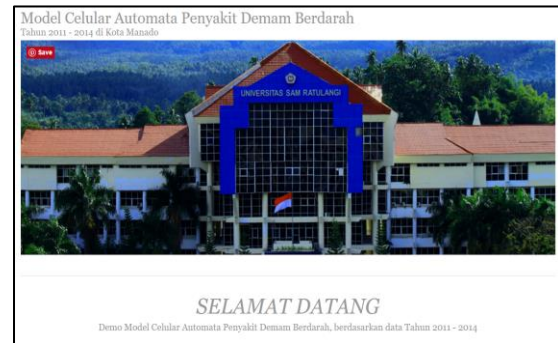 Model Celular Automata Penyakit Demam Berdarah
Tahun 2011 - 2014 di Kota Manado
Save
UNIVERSITAS SAM RATULANGI
SELAMAT DATANG
Demo Model Celular Automata Penyakit Demam Berdarah, berdasarkan data Tahun 2011 - 2014